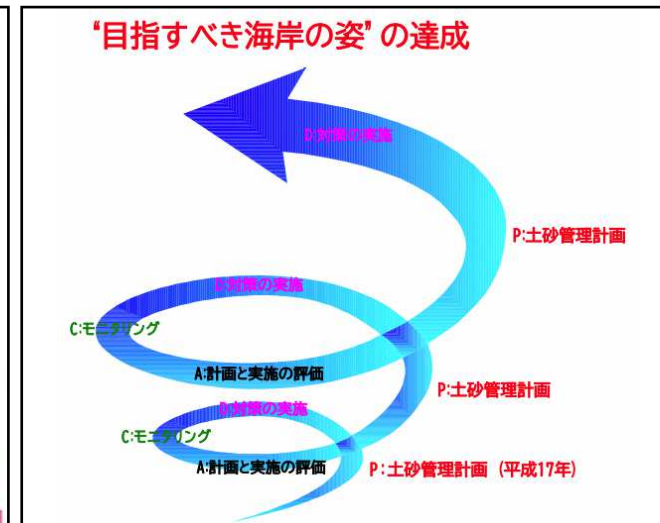 “目指すべき海岸の姿”の達成
D:対策の実施
P:土砂管理計画
D:対策の実施
C:モニタリング
A:計画と実施の評価
P:土砂管理計画
D:対策の実施
C:モニタリング
A:計画と実施の評価
P:土砂管理計画（平成17年）